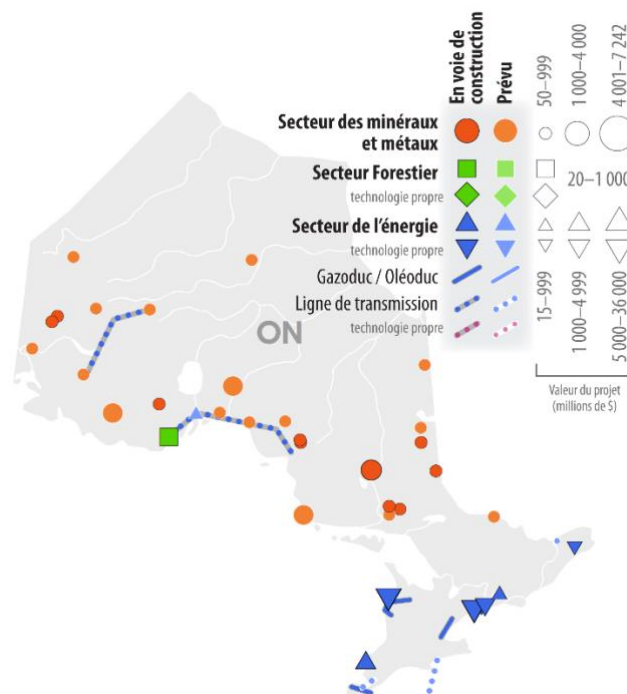 En voie de
construction
Prévu
50–999
1 000–4 000
4 001–7 242
Secteur des minéraux
et métaux
Secteur Forestier
20–1 000
technologie propre
Secteur de l'énergie
technologie propre
Gazoduc / Oléoduc
Ligne de transmission
technologie propre
15–999
1 000–4 999
5 000–36 000
Valeur du projet
(millions de $)
ON